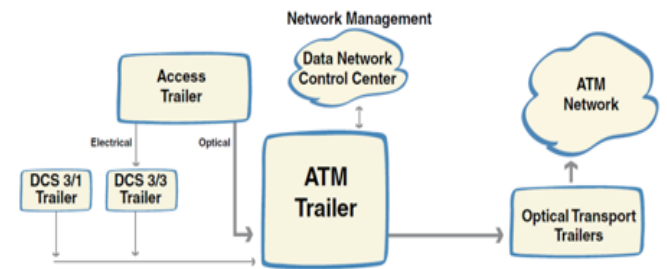 Network Management
Data Network
Control Center
Access
Trailer
ATM
Network
Electrical
Optical
DCS 3/1
Trailer
DCS 3/3
Trailer
ATM
Trailer
Optical Transport
Trailers